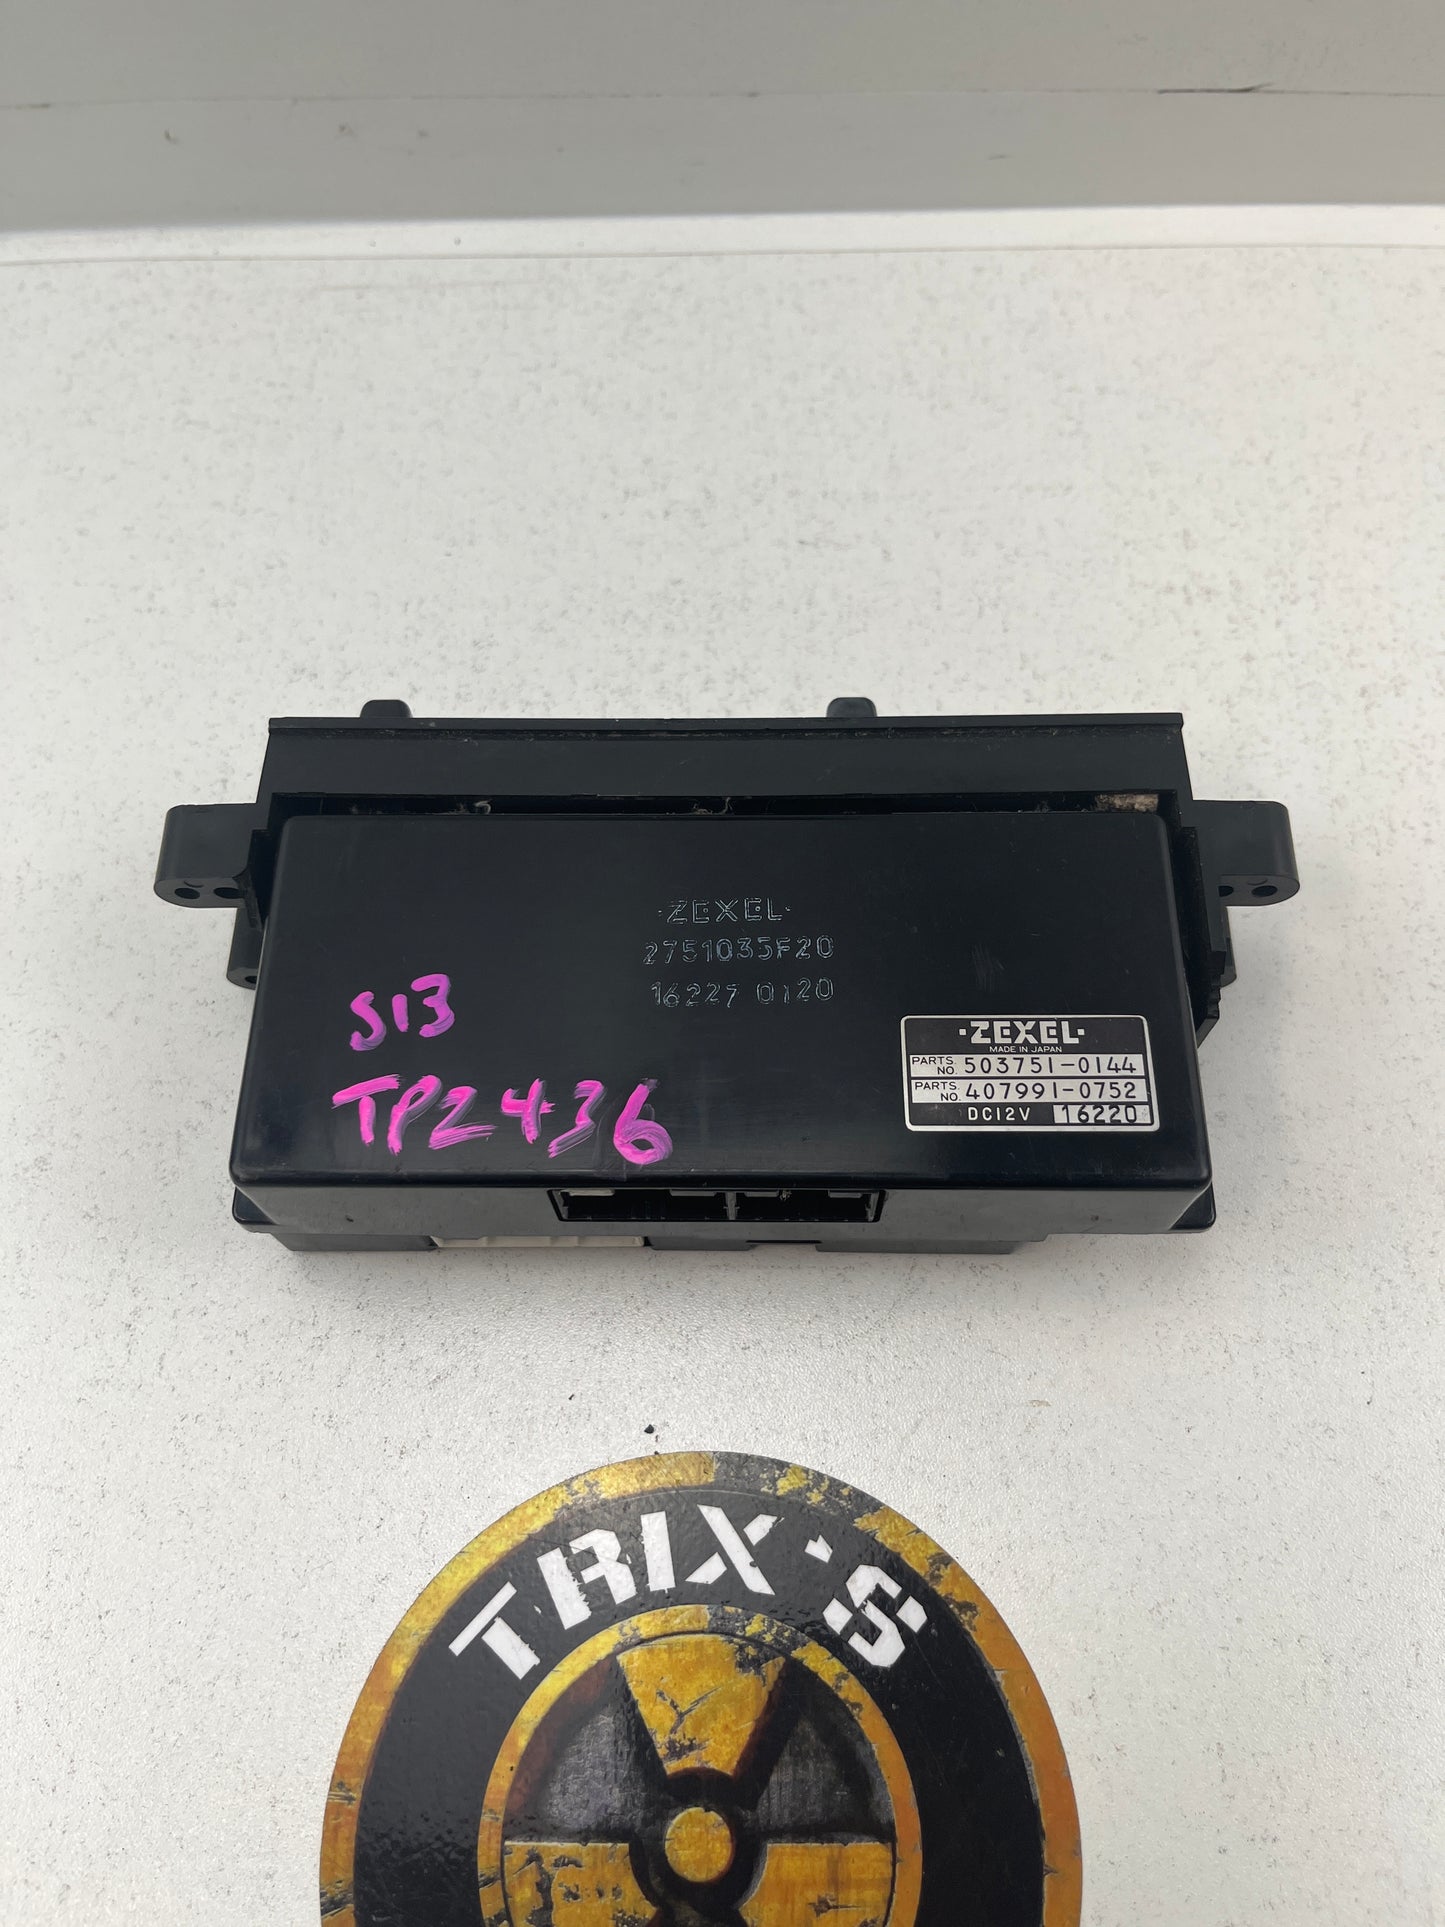 ·ZEXEL·
2751035F20
16227 0120
S13
TP2436
·ZEXEL·
MADE IN JAPAN
PARTS NO. 503751-0144
PARTS NO. 407991-0752
DC12V 16220
TRIX'S